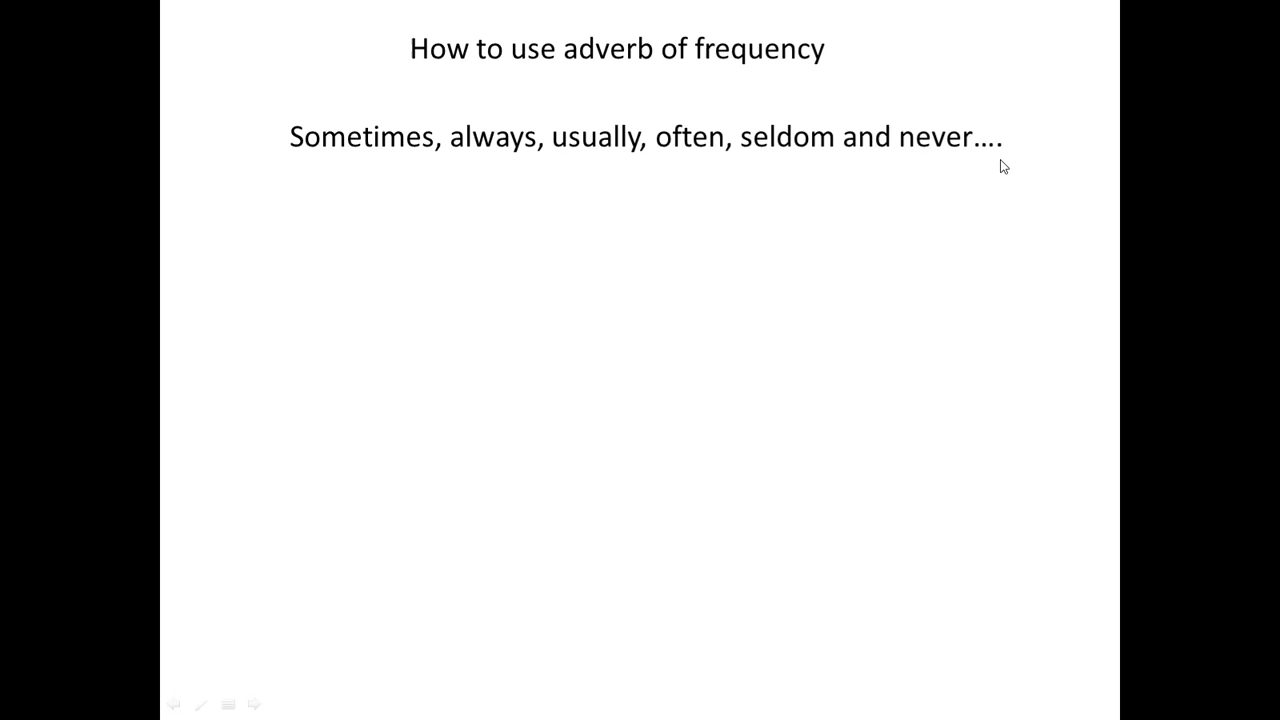 How to use adverb of frequency
Sometimes, always, usually, often, seldom and never....